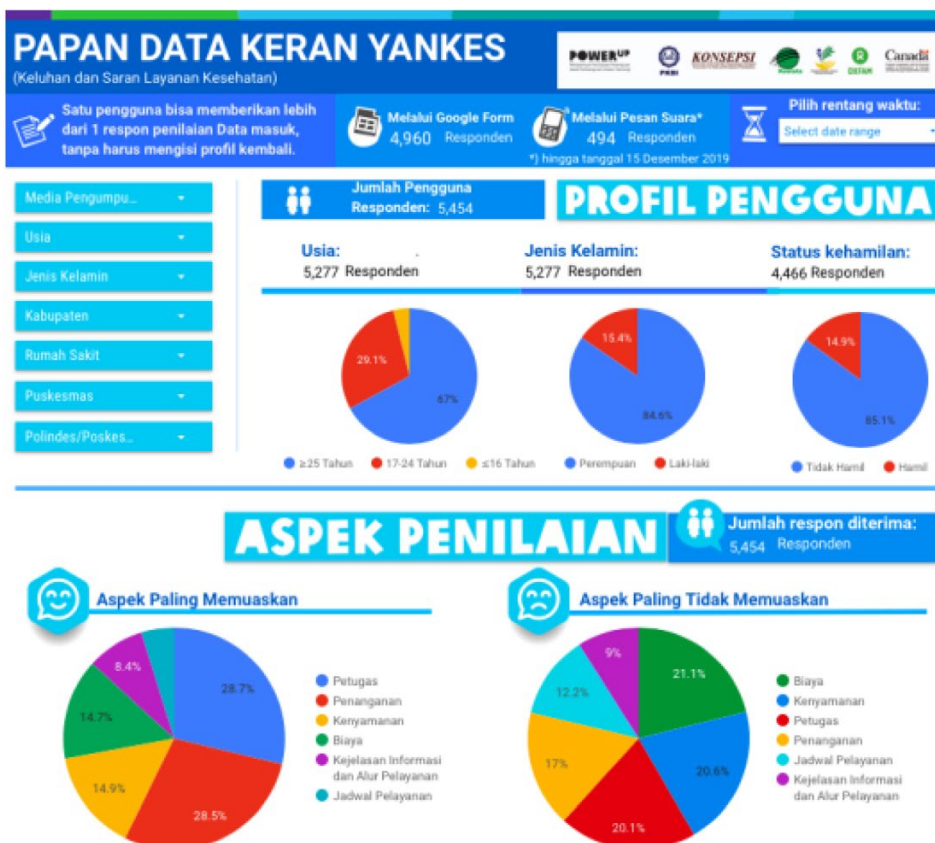 PAPAN DATA KERAN YANKES
(Keluhan dan Saran Layanan Kesehatan)
POWERUP
PKBI
KONSEPSI
OXFAM
Canada
Satu pengguna bisa memberikan lebih
dari 1 respon penilaian Data masuk,
tanpa harus mengisi profil kembali.
Melalui Google Form
4,960 Responden
Melalui Pesan Suara*
494 Responden
*) hingga tanggal 15 Desember 2019
Pilih rentang waktu:
Select date range
Media Pengumpu...
Usia
Jenis Kelamin
Kabupaten
Rumah Sakit
Puskesmas
Polindes/Poskes...
Jumlah Pengguna
Responden: 5,454
PROFIL PENGGUNA
Usia:
5,277 Responden
Jenis Kelamin:
5,277 Responden
Status kehamilan:
4,466 Responden
29.1%
67%
≥25 Tahun
17-24 Tahun
≤16 Tahun
15.4%
84.6%
Perempuan
Laki-laki
14.9%
85.1%
Tidak Hamil
Hamil
ASPEK PENILAIAN
Jumlah respon diterima:
5,454 Responden
Aspek Paling Memuaskan
8.4%
28.7%
14.7%
14.9%
28.5%
Petugas
Penanganan
Kenyamanan
Biaya
Kejelasan Informasi
dan Alur Pelayanan
Jadwal Pelayanan
Aspek Paling Tidak Memuaskan
9%
21.1%
12.2%
17%
20.6%
20.1%
Biaya
Kenyamanan
Petugas
Penanganan
Jadwal Pelayanan
Kejelasan Informasi
dan Alur Pelayanan